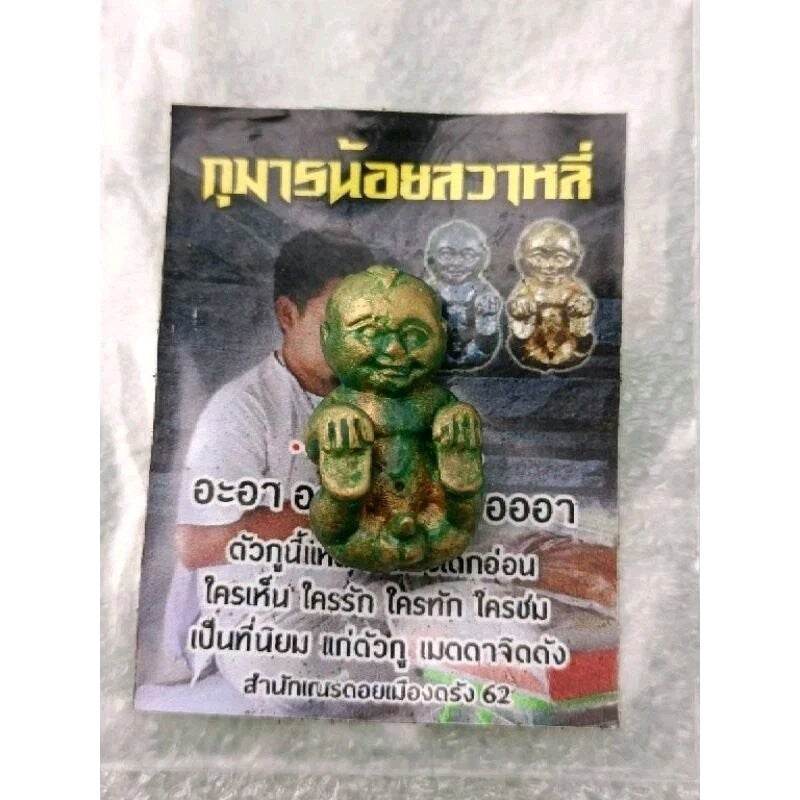 กุมารน้อยสวาหลี่
อะอา ออา
ตัวกูนี้ เด็กอ่อน
ใครเห็น ใครรัก ใครทัก ใครชม
เป็นที่นิยม แก่ตัวกู เมตตาจิตตัง
สำนักเณรดอยเมืองตรัง 62